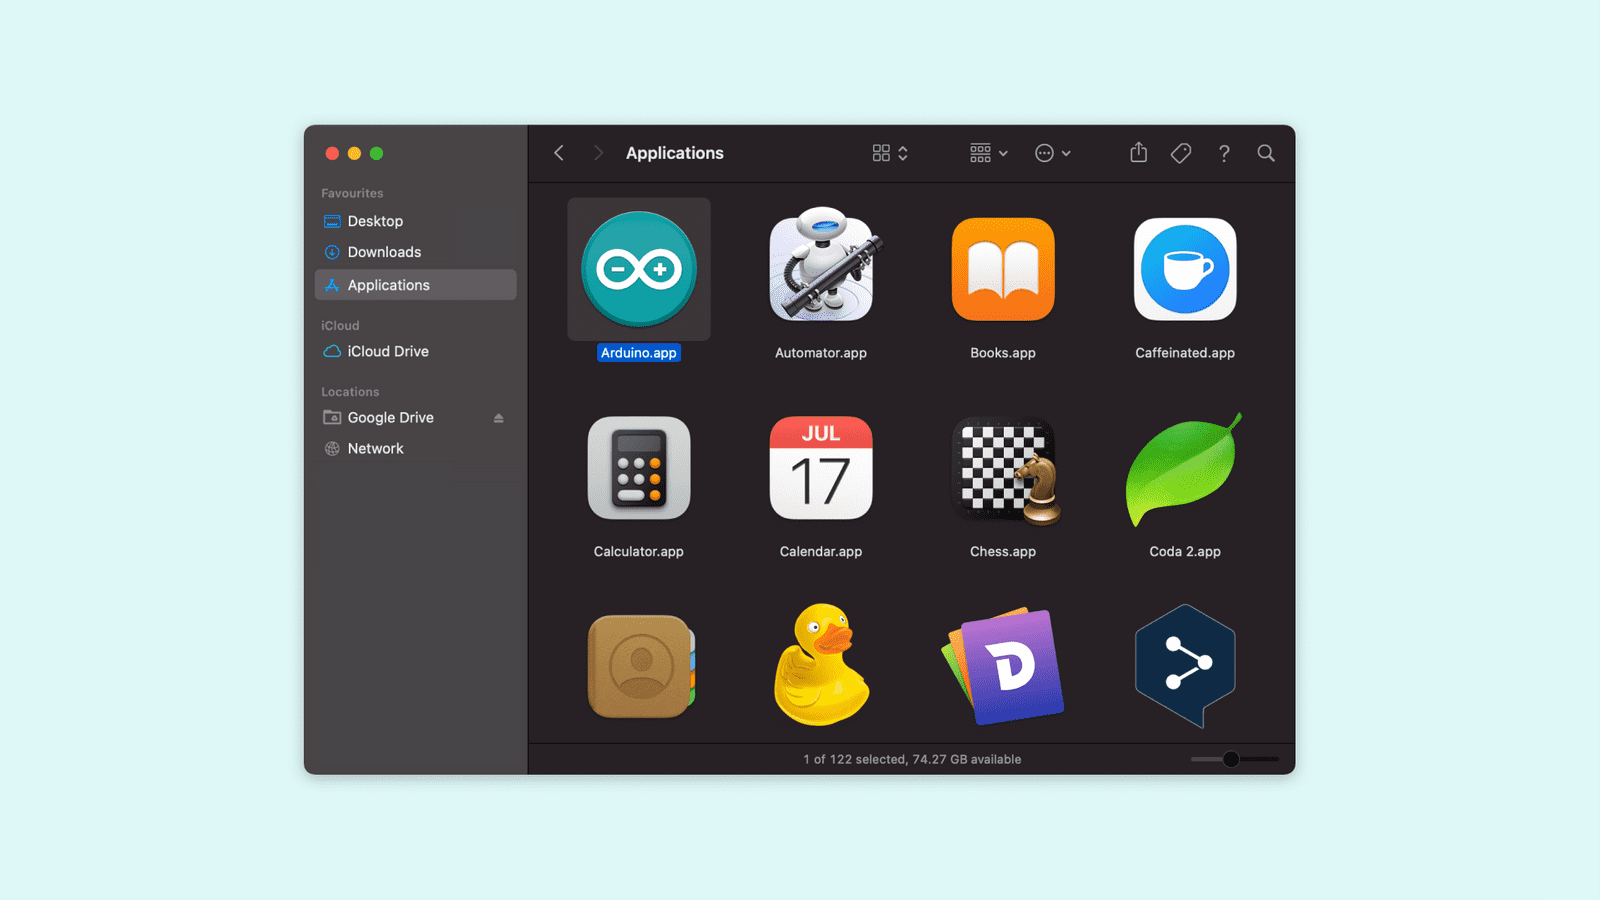 Applications
Favourites
Desktop
Downloads
Applications
iCloud
iCloud Drive
Locations
Google Drive
Network
Arduino.app
Automator.app
Books.app
Caffeinated.app
JUL
17
Calculator.app
Calendar.app
Chess.app
Coda 2.app
D
1 of 122 selected, 74.27 GB available